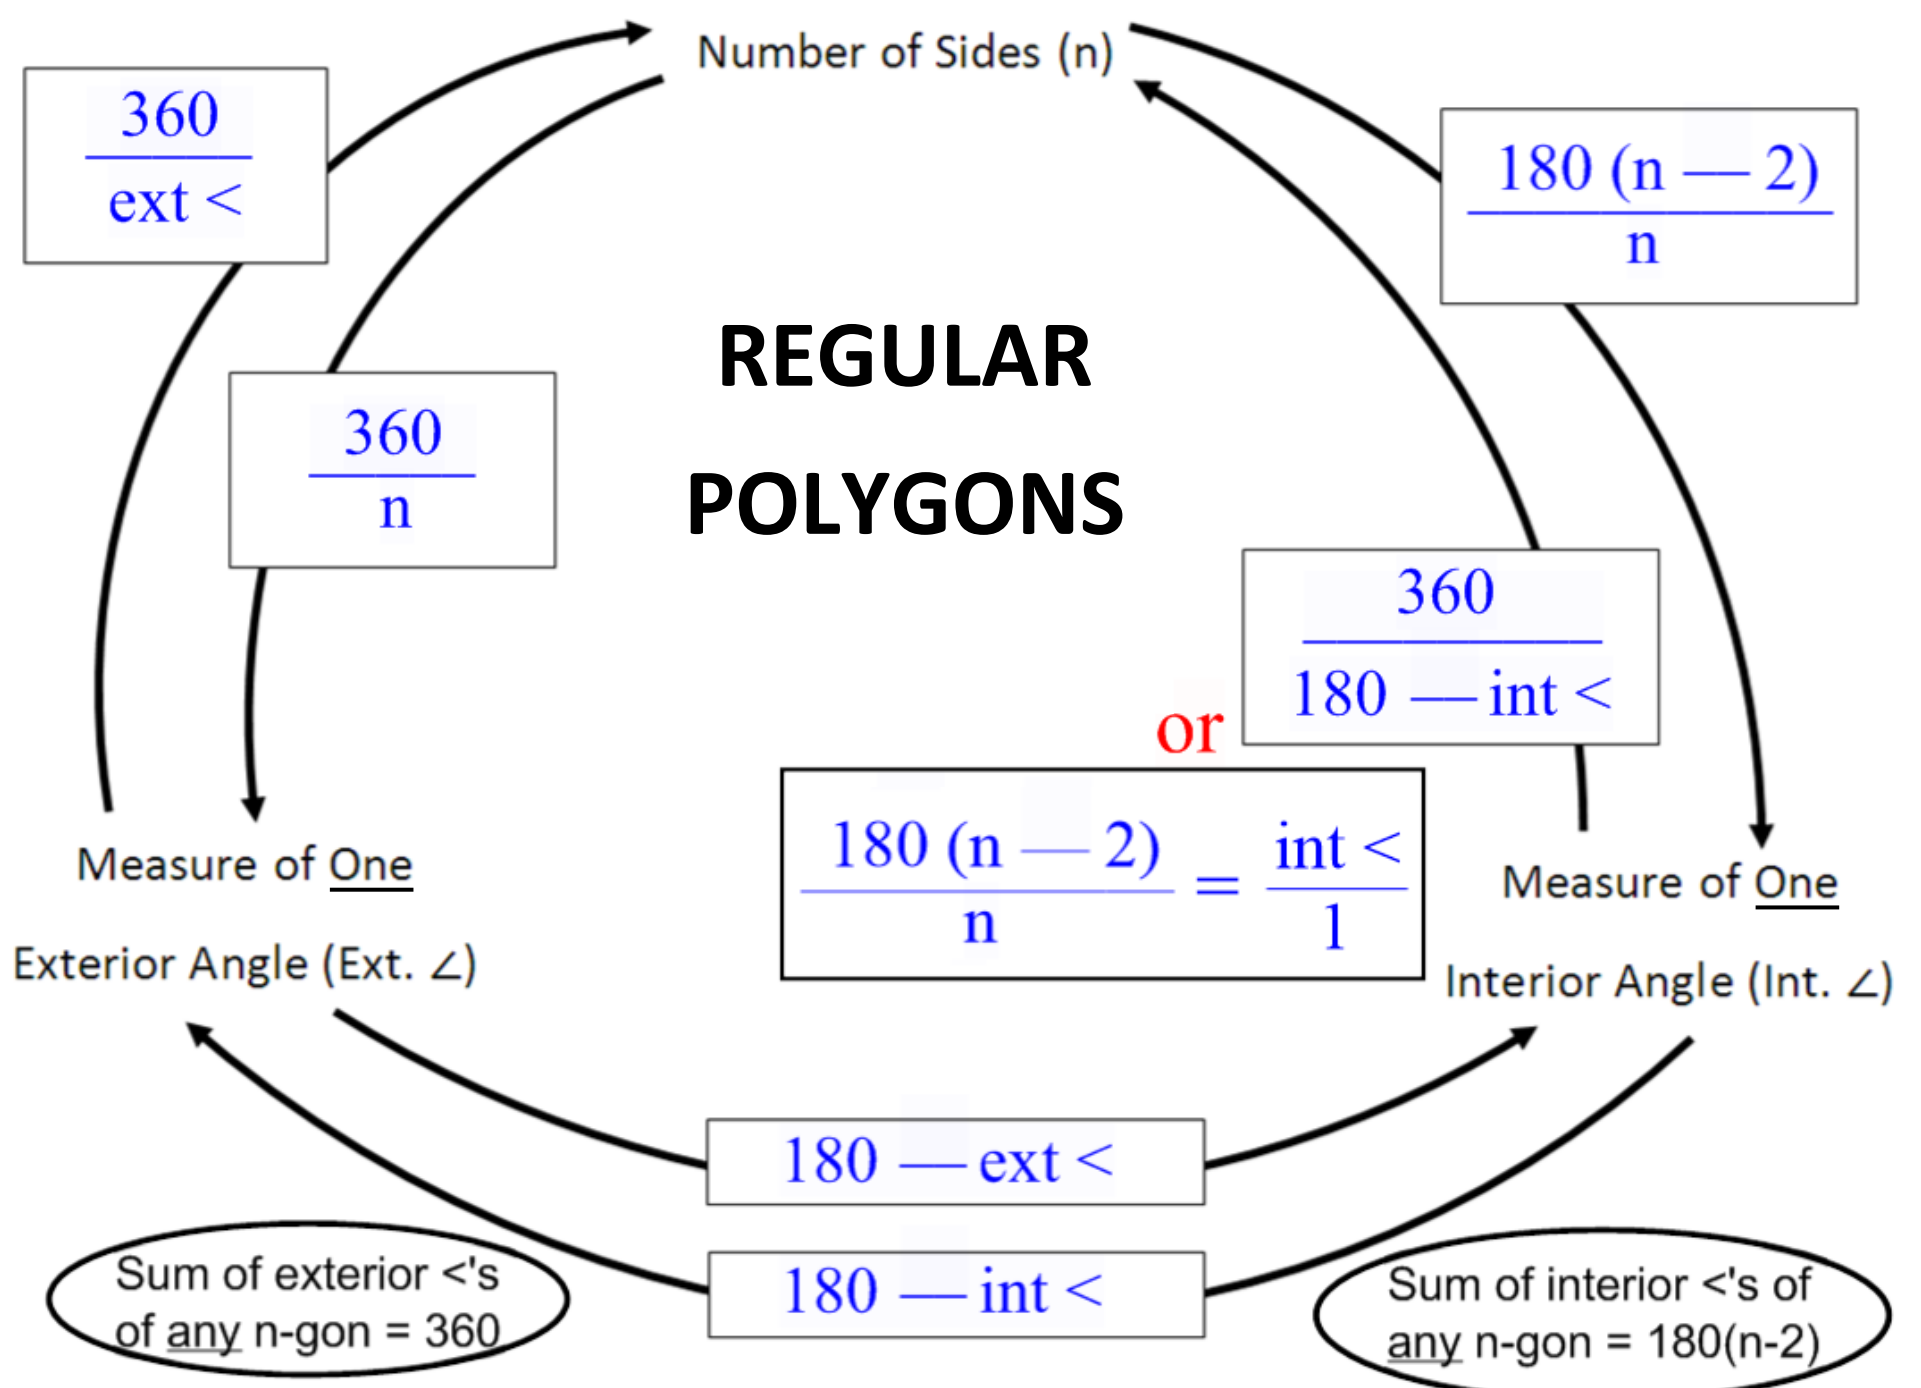 Number of Sides (n)
360
ext <
180 (n — 2)
n
360
n
REGULAR
POLYGONS
360
180 — int <
or
180 (n — 2)
n
=
int <
1
Measure of One
Exterior Angle (Ext. ∠)
Measure of One
Interior Angle (Int. ∠)
180 — ext <
180 — int <
Sum of exterior <'s
of any n-gon = 360
Sum of interior <'s of
any n-gon = 180(n-2)